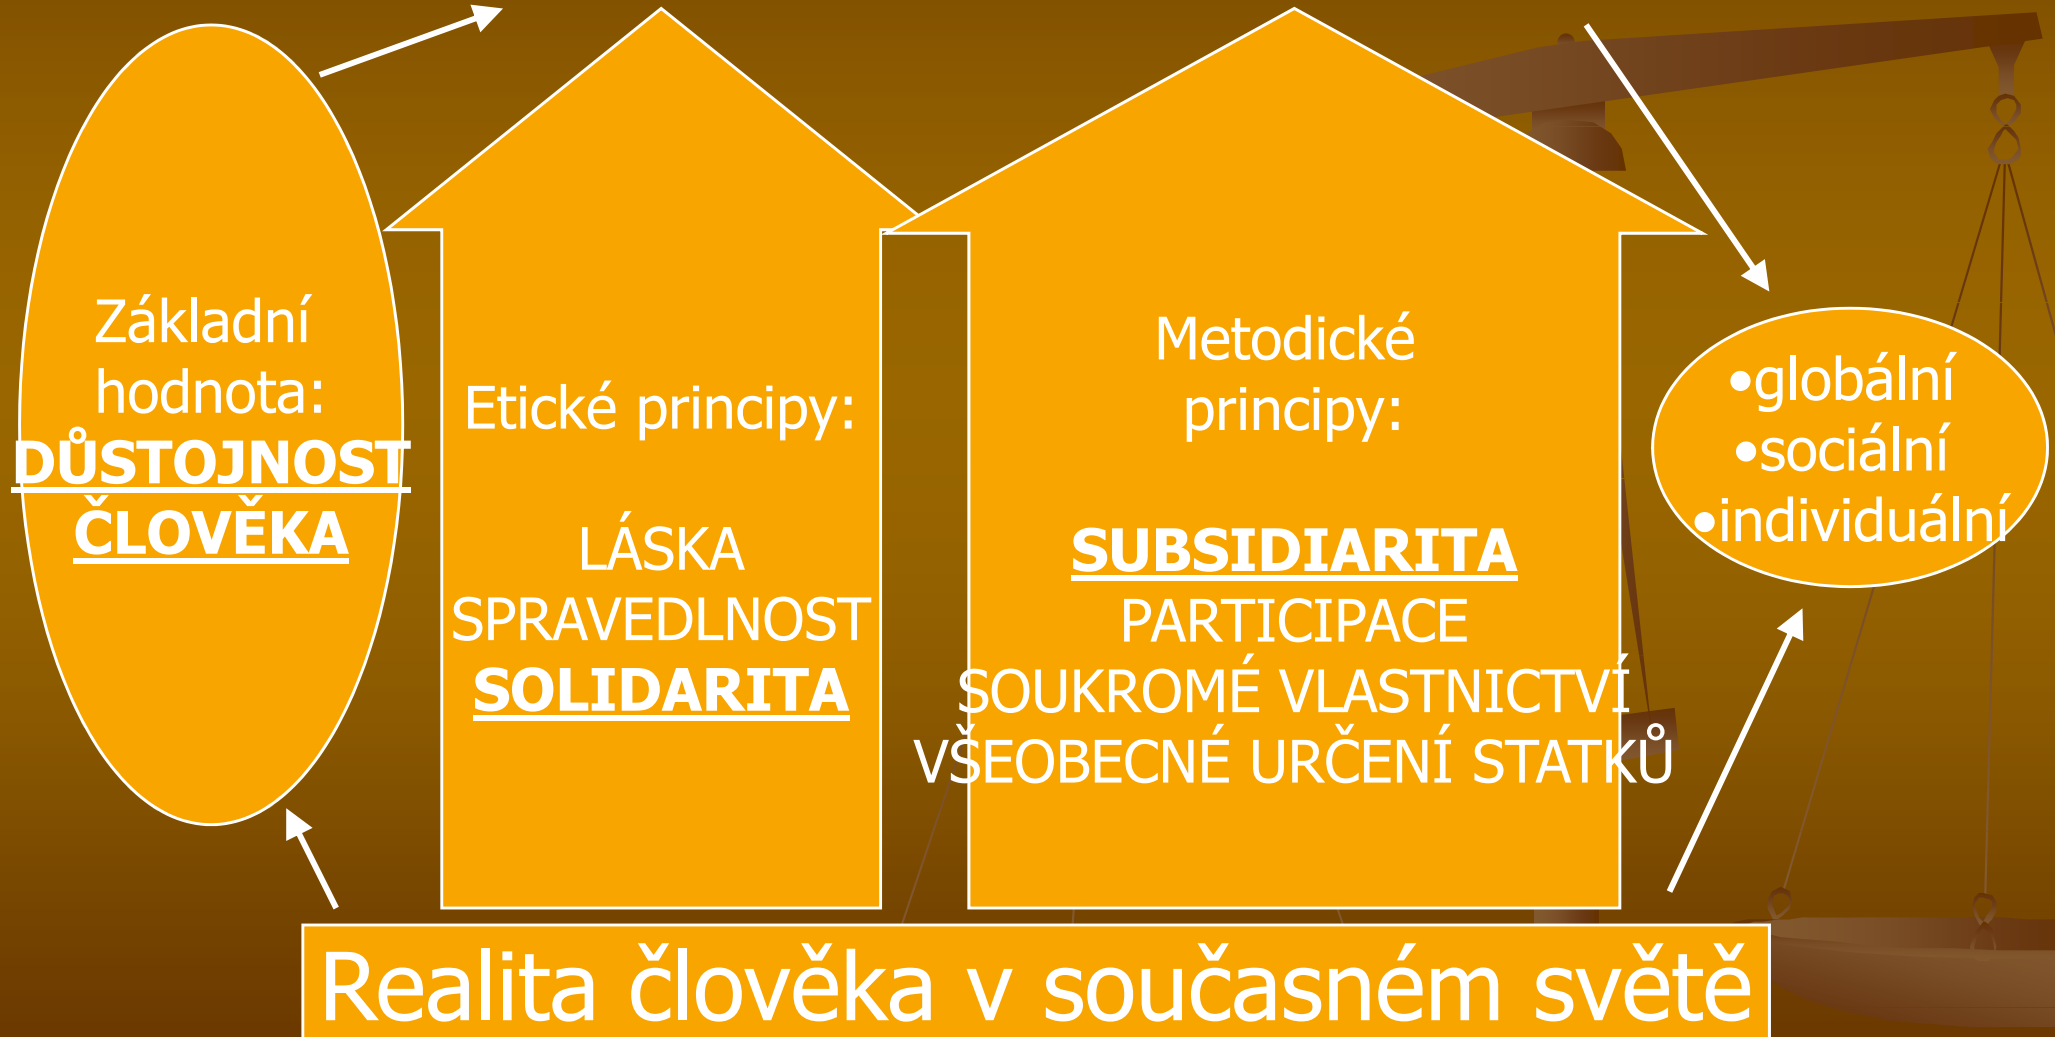 Základní
hodnota:
DŮSTOJNOST
ČLOVĚKA
Etické principy:
LÁSKA
SPRAVEDLNOST
SOLIDARITA
Metodické
principy:
SUBSIDIARITA
PARTICIPACE
SOUKROMÉ VLASTNICTVÍ
VŠEOBECNÉ URČENÍ STATKŮ
•globální
•sociální
•individuální
Realita člověka v současném světě